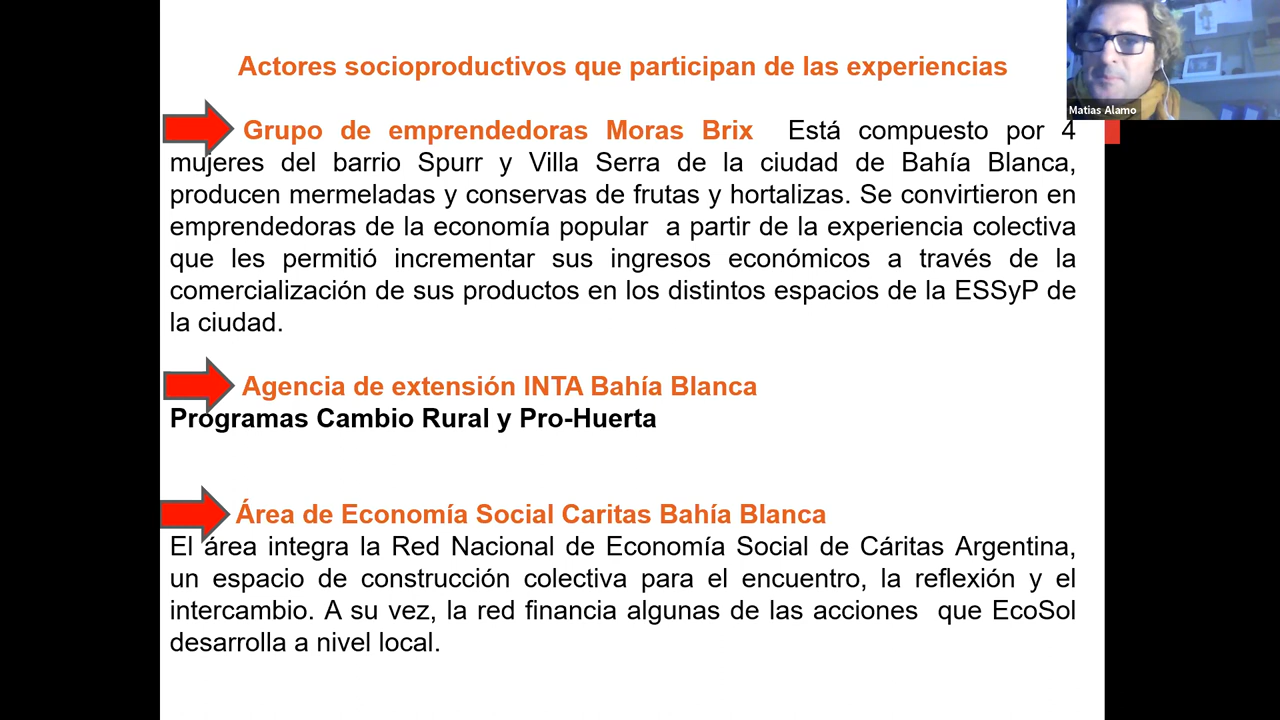 Actores socioproductivos que participan de las experiencias
Matias Alamo
Grupo de emprendedoras Moras Brix Está compuesto por 4
mujeres del barrio Spurr y Villa Serra de la ciudad de Bahía Blanca,
producen mermeladas y conservas de frutas y hortalizas. Se convirtieron en
emprendedoras de la economía popular a partir de la experiencia colectiva
que les permitió incrementar sus ingresos económicos a través de la
comercialización de sus productos en los distintos espacios de la ESSyP de
la ciudad.
Agencia de extensión INTA Bahía Blanca
Programas Cambio Rural y Pro-Huerta
Área de Economía Social Caritas Bahía Blanca
El área integra la Red Nacional de Economía Social de Cáritas Argentina,
un espacio de construcción colectiva para el encuentro, la reflexión y el
intercambio. A su vez, la red financia algunas de las acciones que EcoSol
desarrolla a nivel local.